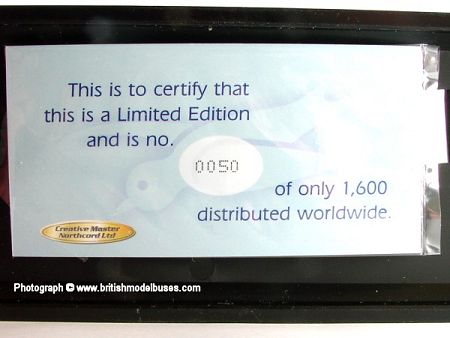 This is to certify that
this is a Limited Edition
and is no.
0050
of only 1,600
distributed worldwide.
Creative Master
Northcord Ltd
Photograph © www.britishmodelbuses.com